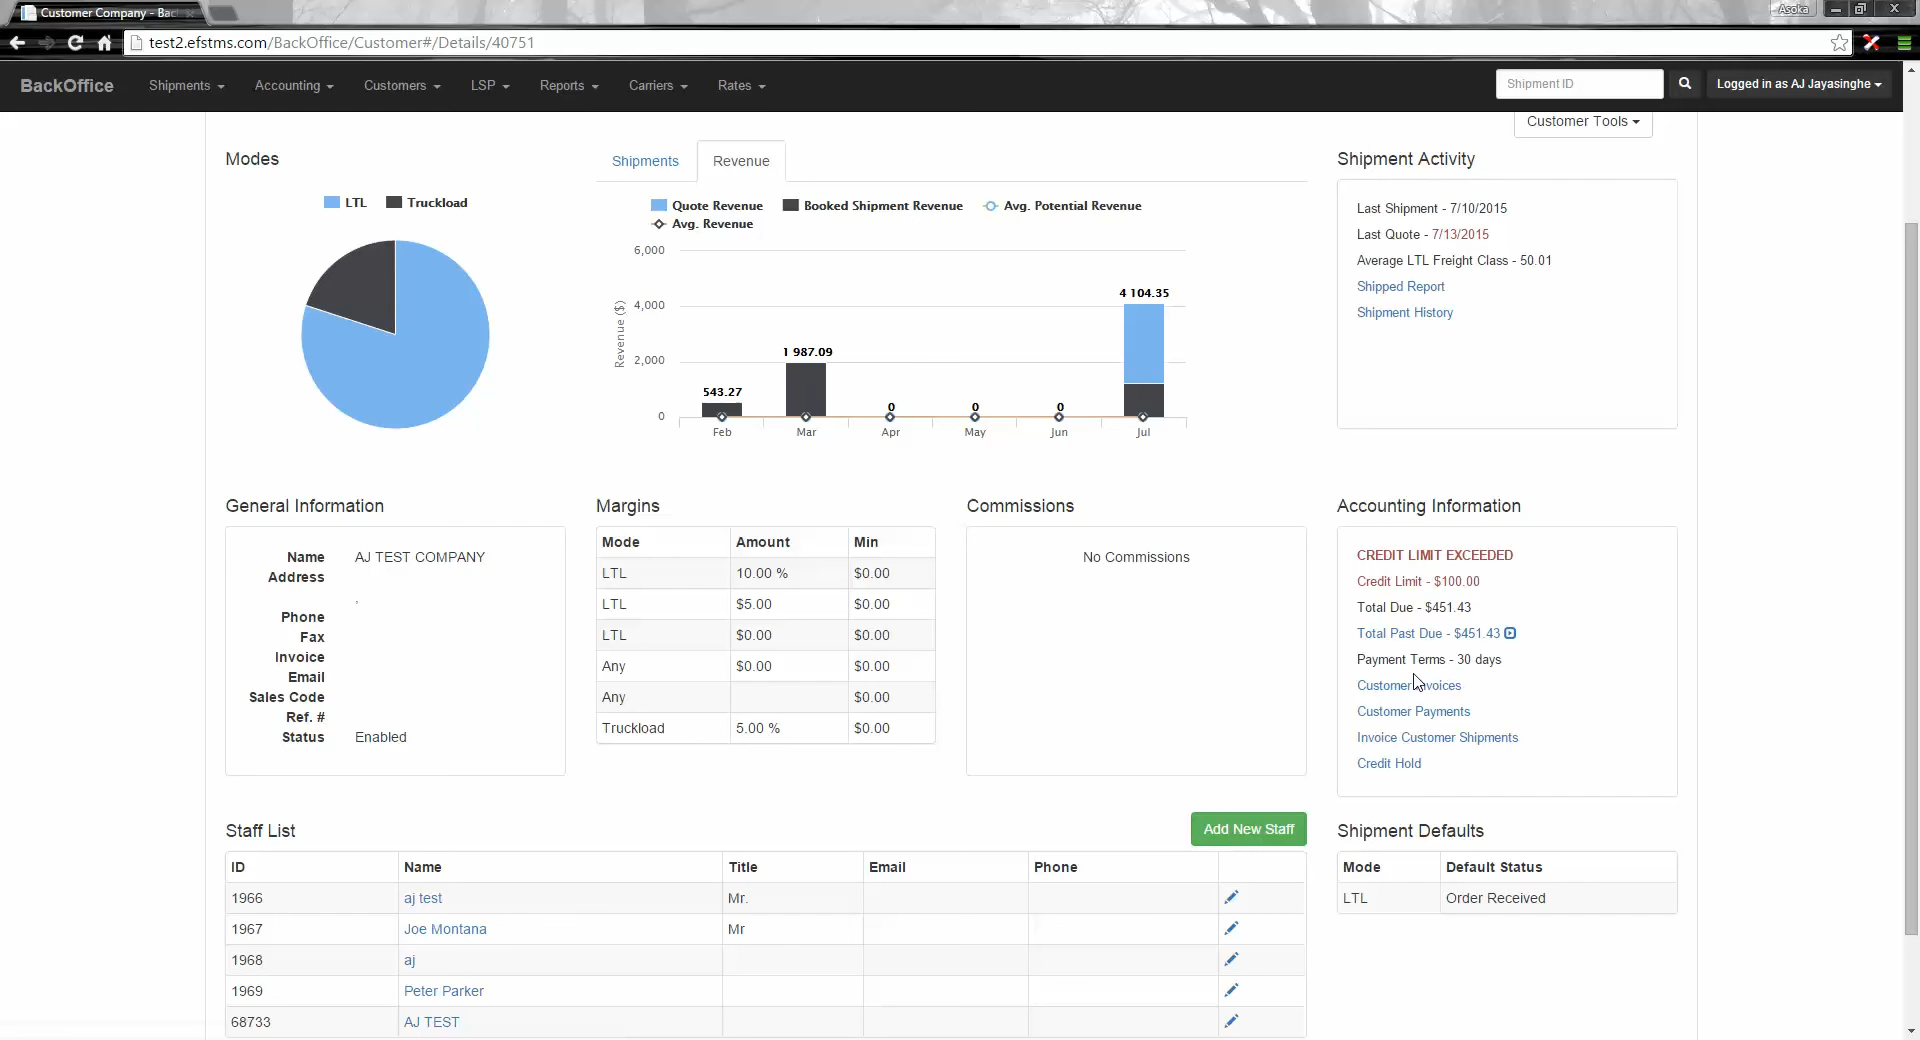 Customer Company - Bac
Asoka
test2.efstms.com/BackOffice/Customer#/Details/40751
BackOffice Shipments Accounting Customers LSP Reports Carriers Rates Shipment ID Logged in as AJ Jayasinghe
Customer Tools
Modes
LTL Truckload
Shipments Revenue
Quote Revenue Booked Shipment Revenue Avg. Potential Revenue
Avg. Revenue
6,000
4,000
2,000
0
Revenue ($)
543.27 1 987.09 0 0 0 4 104.35
Feb Mar Apr May Jun Jul
Shipment Activity
Last Shipment - 7/10/2015
Last Quote - 7/13/2015
Average LTL Freight Class - 50.01
Shipped Report
Shipment History
General Information
Name AJ TEST COMPANY
Address
,
Phone
Fax
Invoice
Email
Sales Code
Ref. #
Status Enabled
Margins
Mode Amount Min
LTL 10.00 % $0.00
LTL $5.00 $0.00
LTL $0.00 $0.00
Any $0.00 $0.00
Any $0.00
Truckload 5.00 % $0.00
Commissions
No Commissions
Accounting Information
CREDIT LIMIT EXCEEDED
Credit Limit - $100.00
Total Due - $451.43
Total Past Due - $451.43
Payment Terms - 30 days
Customer Invoices
Customer Payments
Invoice Customer Shipments
Credit Hold
Staff List
Add New Staff
ID Name Title Email Phone
1966 aj test Mr.
1967 Joe Montana Mr
1968 aj
1969 Peter Parker
68733 AJ TEST
Shipment Defaults
Mode Default Status
LTL Order Received